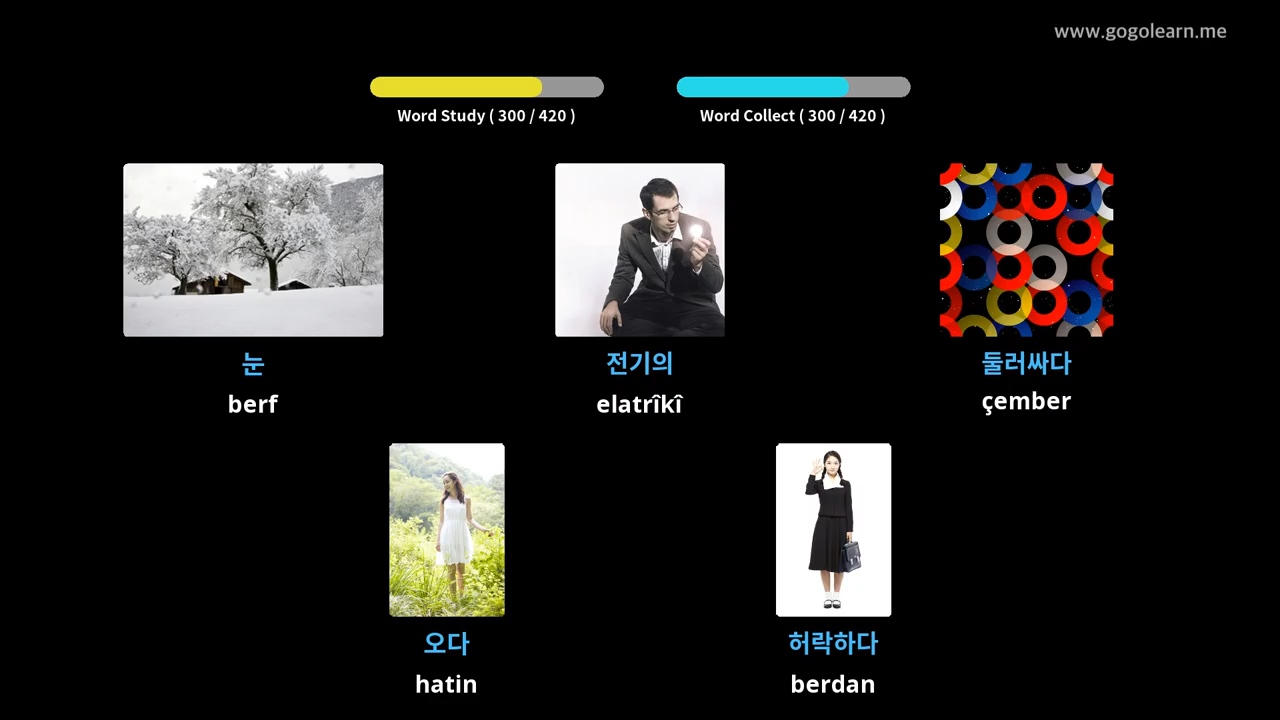 www.gogolearn.me
Word Study ( 300 / 420 )
Word Collect ( 300 / 420 )
눈
berf
전기의
elatrîkî
둘러싸다
çember
오다
hatin
허락하다
berdan